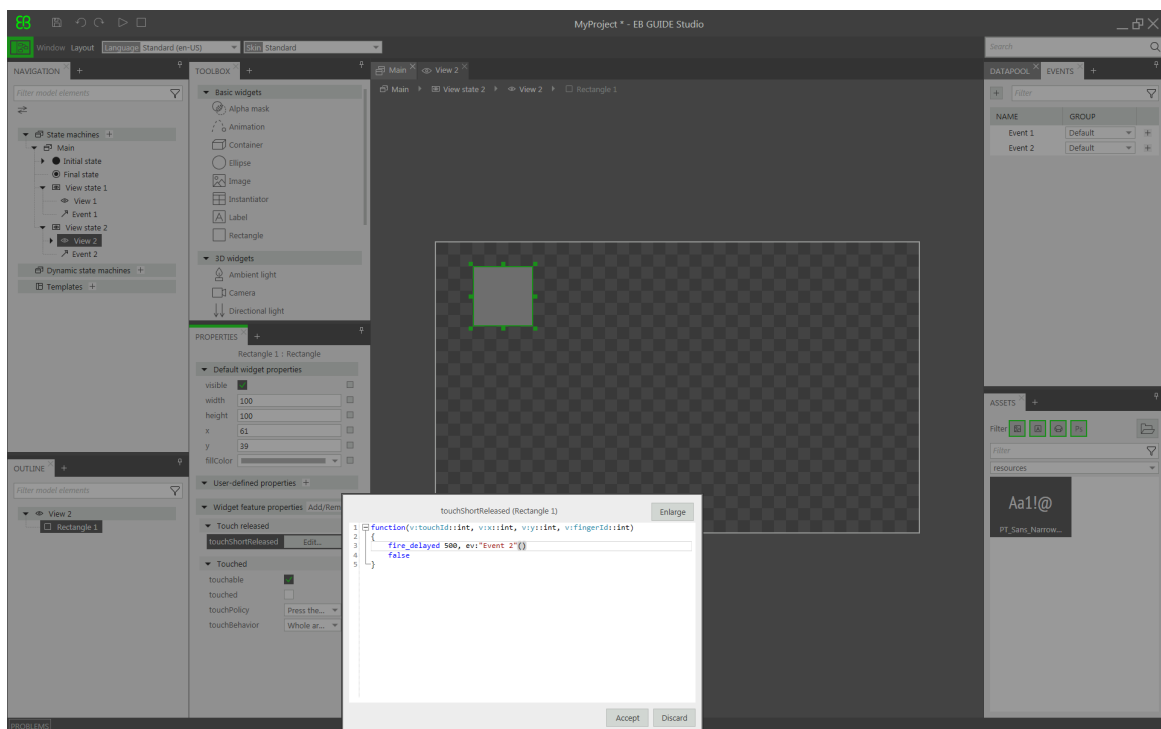 EB
MyProject * - EB GUIDE Studio
Window Layout Language Standard (en-US) Skin Standard
Search
NAVIGATION
Filter model elements
State machines
Main
Initial state
Final state
View state 1
View 1
Event 1
View state 2
View 2
Event 2
Dynamic state machines
Templates
OUTLINE
Filter model elements
View 2
Rectangle 1
PROBLEMS
TOOLBOX
Basic widgets
Alpha mask
Animation
Container
Ellipse
Image
Instantiator
Label
Rectangle
3D widgets
Ambient light
Camera
Directional light
PROPERTIES
Rectangle 1 : Rectangle
Default widget properties
visible
width 100
height 100
x 61
y 39
fillColor
User-defined properties
Widget feature properties Add/Rem
Touch released
touchShortReleased Edit...
Touched
touchable
touched
touchPolicy Press the...
touchBehavior Whole ar...
Main View 2
Main View state 2 View 2 Rectangle 1
touchShortReleased (Rectangle 1)
Enlarge
1 function(v:touchId::int, v:x::int, v:y::int, v:fingerId::int)
2 {
3 fire_delayed 500, ev:"Event 2"()
4 false
5 }
Accept Discard
DATAPOOL EVENTS
Filter
NAME GROUP
Event 1 Default
Event 2 Default
ASSETS
Filter Ps
Filter
resources
Aa1!@
PT_Sans_Narrow...